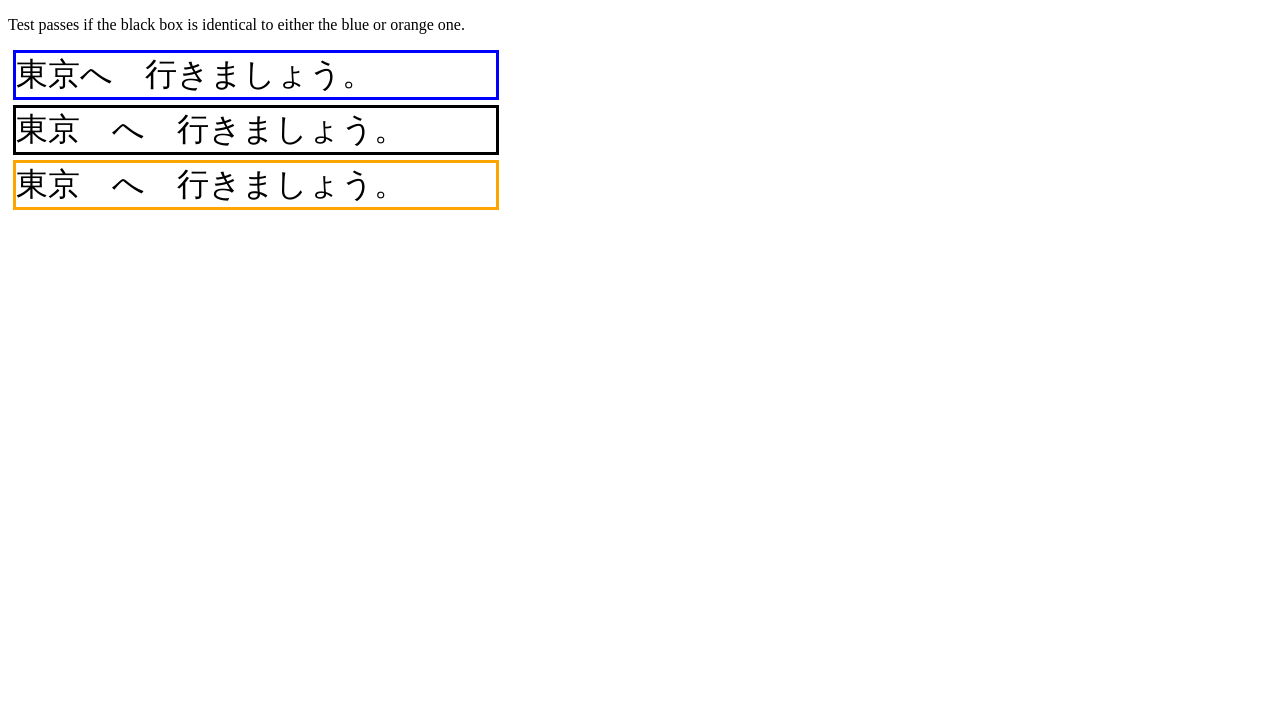 Test passes if the black box is identical to either the blue or orange one.
東京へ　行きましょう。
東京　へ　行きましょう。
東京　へ　行きましょう。